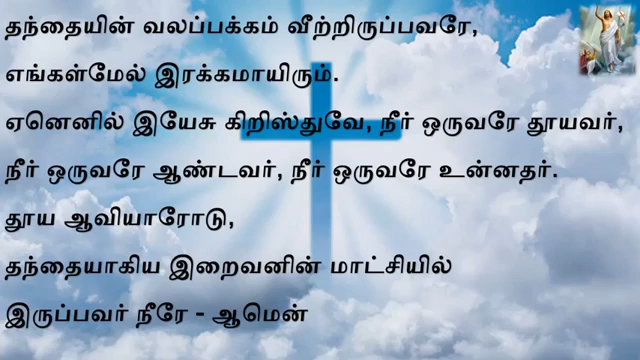 தந்தையின் வலப்பக்கம் வீற்றிருப்பவரே,
எங்கள்மேல் இரக்கமாயிரும்.
ஏனெனில் இயேசு கிறிஸ்துவே, நீர் ஒருவரே தூயவர்,
நீர் ஒருவரே ஆண்டவர், நீர் ஒருவரே உன்னதர்.
தூய ஆவியாரோடு,
தந்தையாகிய இறைவனின் மாட்சியில்
இருப்பவர் நீரே - ஆமென்